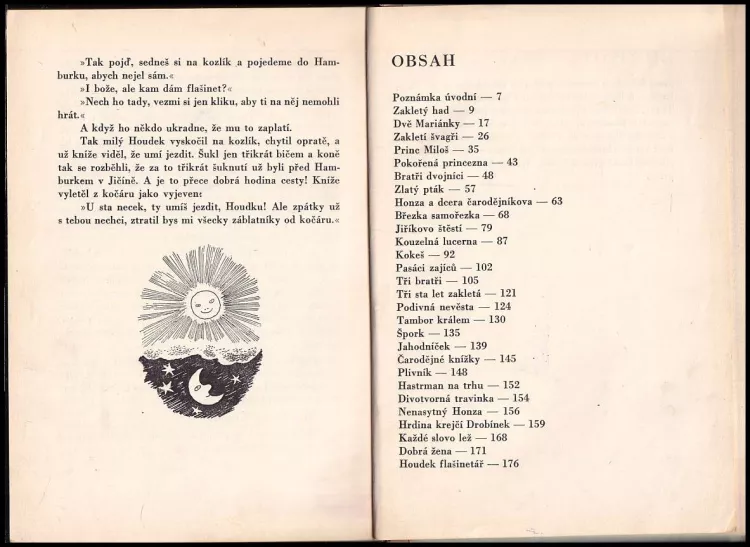 »Tak pojď, sedneš si na kozlík a pojedeme do Ham-
burku, abych nejel sám.«
»I bože, ale kam dám flašinet?«
»Nech ho tady, vezmi si jen kliku, aby ti na něj nemohli
hrát.«
A když ho někdo ukradne, že mu to zaplatí.
Tak milý Houdek vyskočil na kozlík, chytil opratě, a
už kníže viděl, že umí jezdit. Šukl jen třikrát bičem a koně
tak se rozběhli, že za to třikrát šuknutí už byli před Ham-
burkem v Jičíně. A je to přece dobrá hodina cesty! Kníže
vyletěl z kočáru jako vyjeven:
»U sta necek, ty umíš jezdit, Houdku! Ale zpátky už
s tebou nechci, ztratil bys mi všecky záblatníky od kočáru.«
OBSAH
Poznámka úvodní — 7
Zakletý had — 9
Dvě Mariánky — 17
Zakletí švagři — 26
Princ Miloš — 35
Pokořená princezna — 43
Bratři dvojníci — 48
Zlatý pták — 57
Honza a dcera čarodějníkova — 63
Březka samořezka — 68
Jiříkovo štěstí — 79
Kouzelná lucerna — 87
Kokeš — 92
Pasáci zajíců — 102
Tři bratři — 105
Tři sta let zakletá — 121
Podivná nevěsta — 124
Tambor králem — 130
Špork — 135
Jahodníček — 139
Čarodějné knížky — 145
Plivník — 148
Hastrman na trhu — 152
Divotvorná travinka — 154
Nenasytný Honza — 156
Hrdina krejčí Drobínek — 159
Každé slovo lež — 168
Dobrá žena — 171
Houdek flašinetář — 176